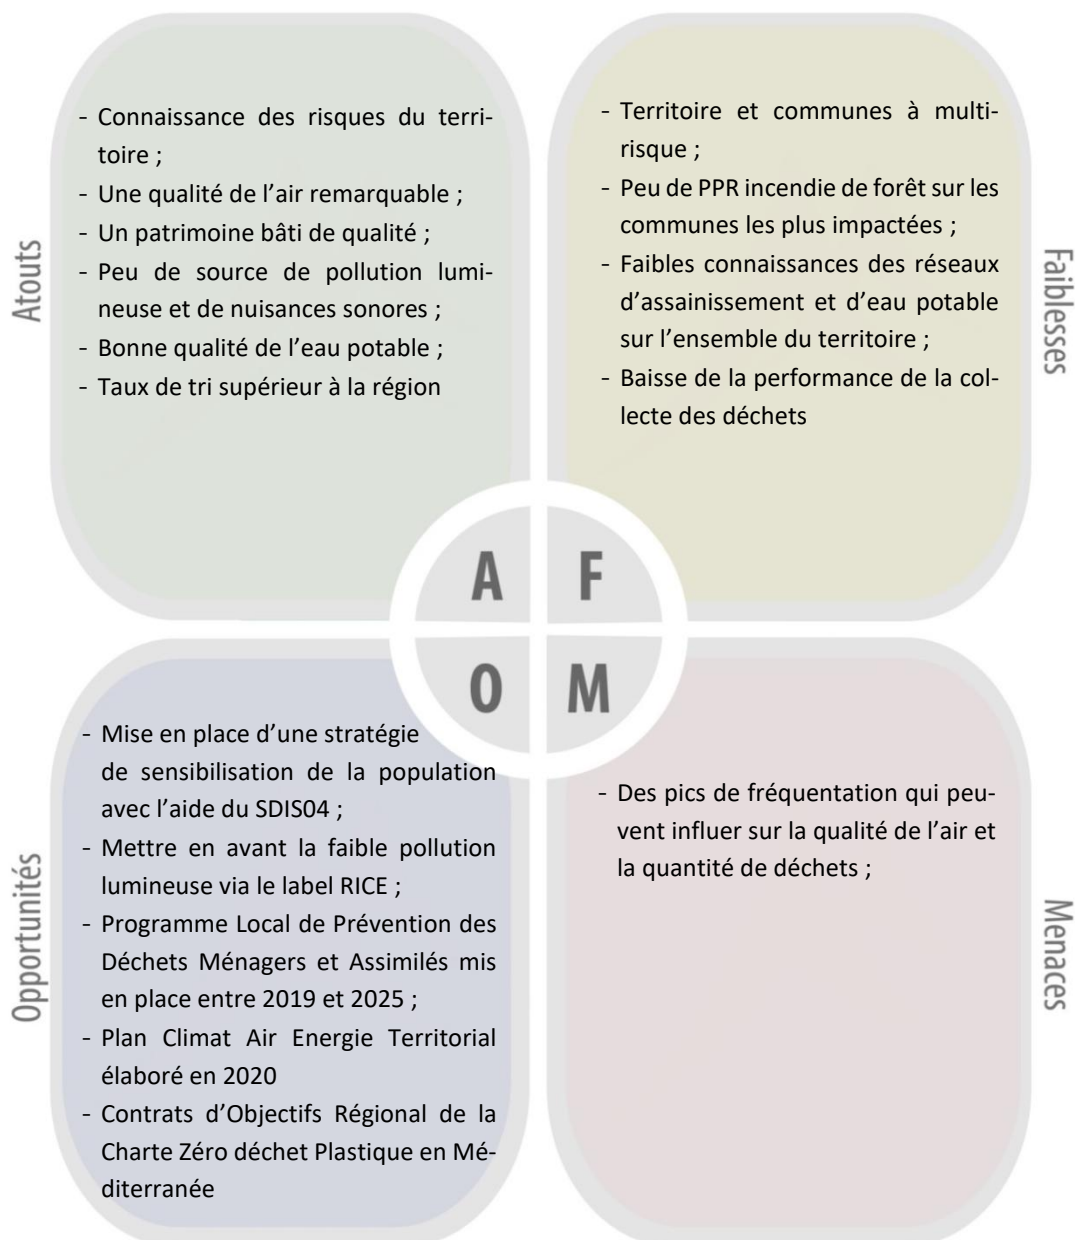 Atouts
- Connaissance des risques du terri-
toire ;
- Une qualité de l’air remarquable ;
- Un patrimoine bâti de qualité ;
- Peu de source de pollution lumi-
neuse et de nuisances sonores ;
- Bonne qualité de l’eau potable ;
- Taux de tri supérieur à la région
Faiblesses
- Territoire et communes à multi-
risque ;
- Peu de PPR incendie de forêt sur les
communes les plus impactées ;
- Faibles connaissances des réseaux
d’assainissement et d’eau potable
sur l’ensemble du territoire ;
- Baisse de la performance de la col-
lecte des déchets
A F
O M
Opportunités
- Mise en place d’une stratégie
de sensibilisation de la population
avec l’aide du SDIS04 ;
- Mettre en avant la faible pollution
lumineuse via le label RICE ;
- Programme Local de Prévention des
Déchets Ménagers et Assimilés mis
en place entre 2019 et 2025 ;
- Plan Climat Air Energie Territorial
élaboré en 2020
- Contrats d’Objectifs Régional de la
Charte Zéro déchet Plastique en Mé-
diterranée
Menaces
- Des pics de fréquentation qui peu-
vent influer sur la qualité de l’air et
la quantité de déchets ;